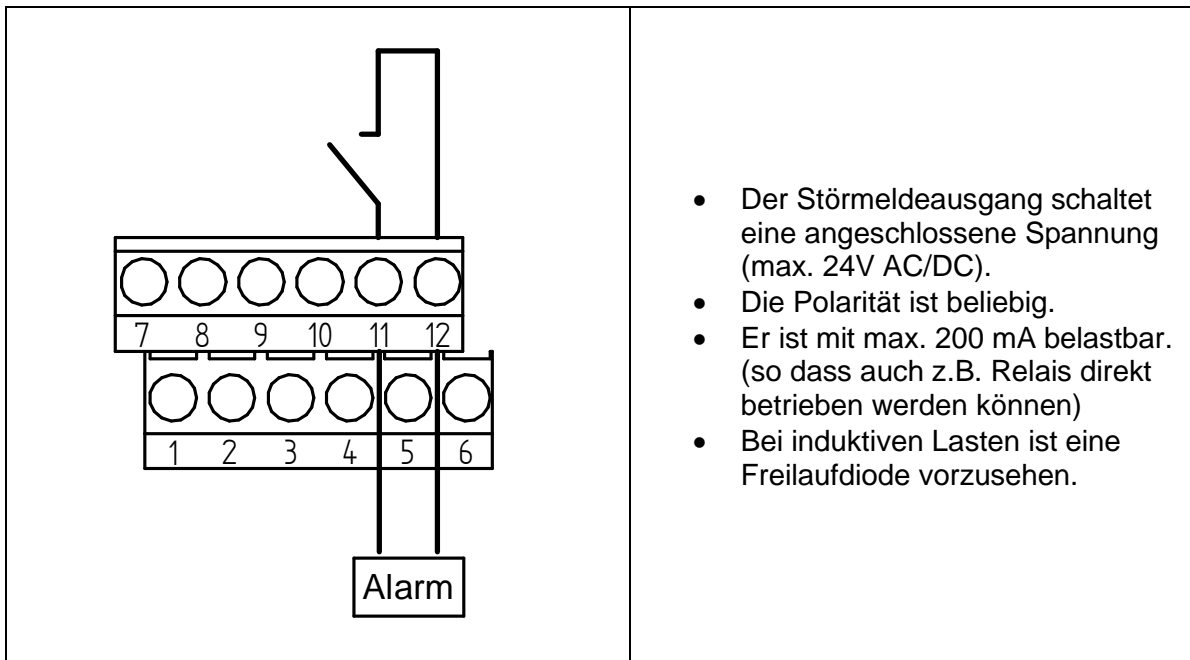 7 8 9 10 11 12
1 2 3 4 5 6
Alarm
• Der Störmeldeausgang schaltet
eine angeschlossene Spannung
(max. 24V AC/DC).
• Die Polarität ist beliebig.
• Er ist mit max. 200 mA belastbar.
(so dass auch z.B. Relais direkt
betrieben werden können)
• Bei induktiven Lasten ist eine
Freilaufdiode vorzusehen.